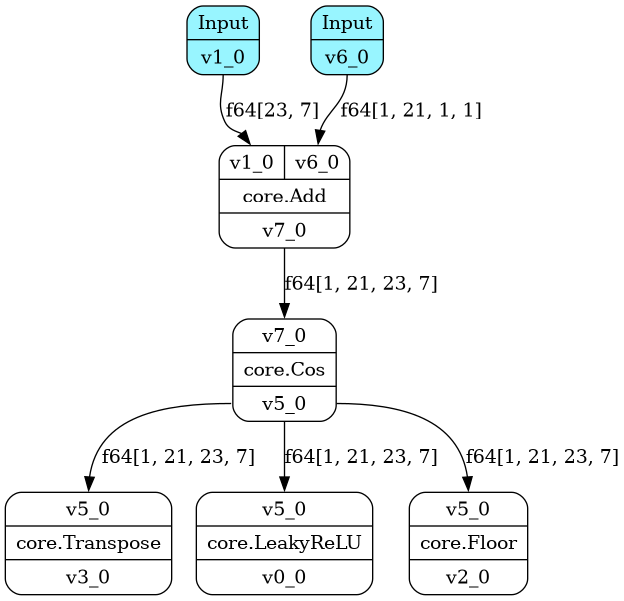 Input
v1_0
Input
v6_0
f64[23, 7]
f64[1, 21, 1, 1]
v1_0
v6_0
core.Add
v7_0
f64[1, 21, 23, 7]
v7_0
core.Cos
v5_0
f64[1, 21, 23, 7]
f64[1, 21, 23, 7]
f64[1, 21, 23, 7]
v5_0
core.Transpose
v3_0
v5_0
core.LeakyReLU
v0_0
v5_0
core.Floor
v2_0